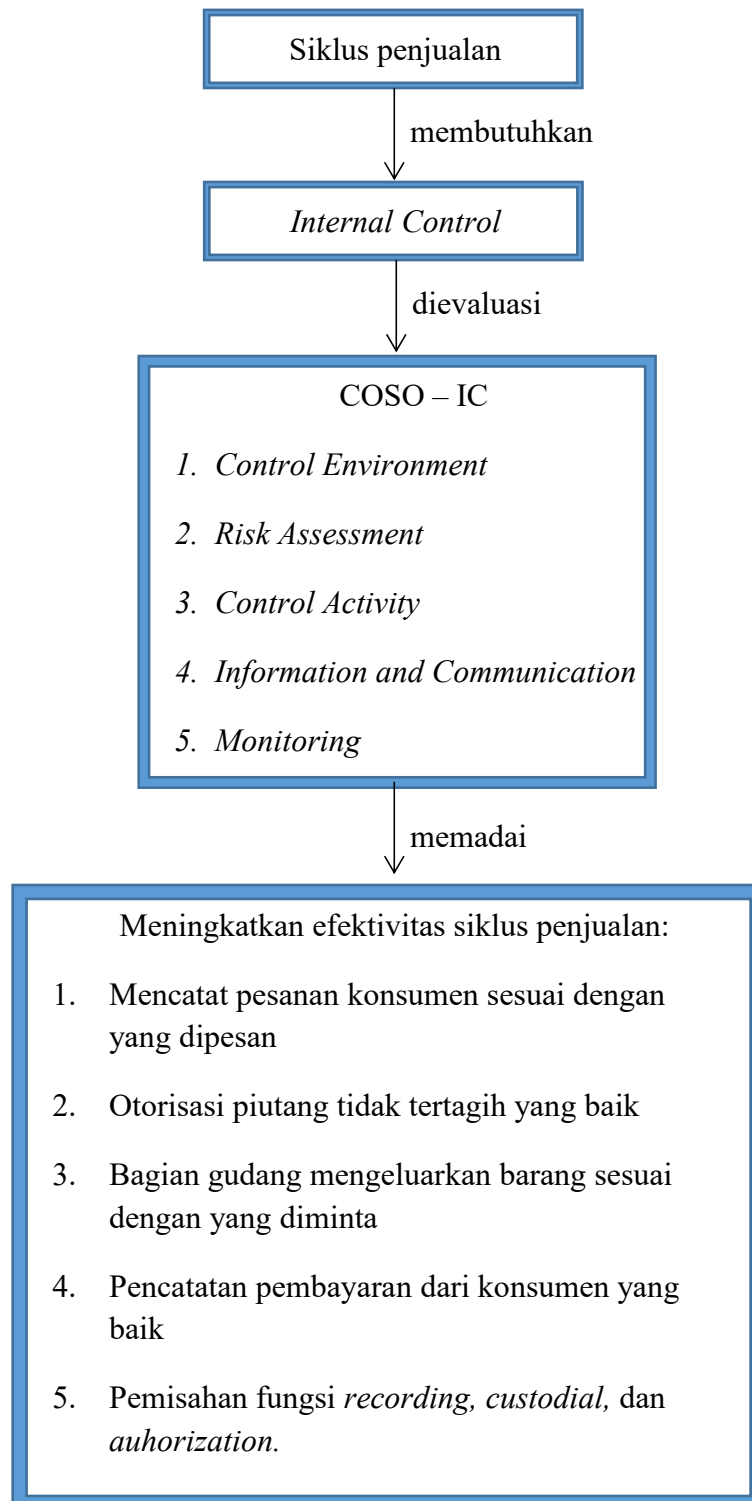 Siklus penjualan
membutuhkan
Internal Control
dievaluasi
COSO – IC
1. Control Environment
2. Risk Assessment
3. Control Activity
4. Information and Communication
5. Monitoring
memadai
Meningkatkan efektivitas siklus penjualan:
1. Mencatat pesanan konsumen sesuai dengan
yang dipesan
2. Otorisasi piutang tidak tertagih yang baik
3. Bagian gudang mengeluarkan barang sesuai
dengan yang diminta
4. Pencatatan pembayaran dari konsumen yang
baik
5. Pemisahan fungsi recording, custodial, dan
auhorization.